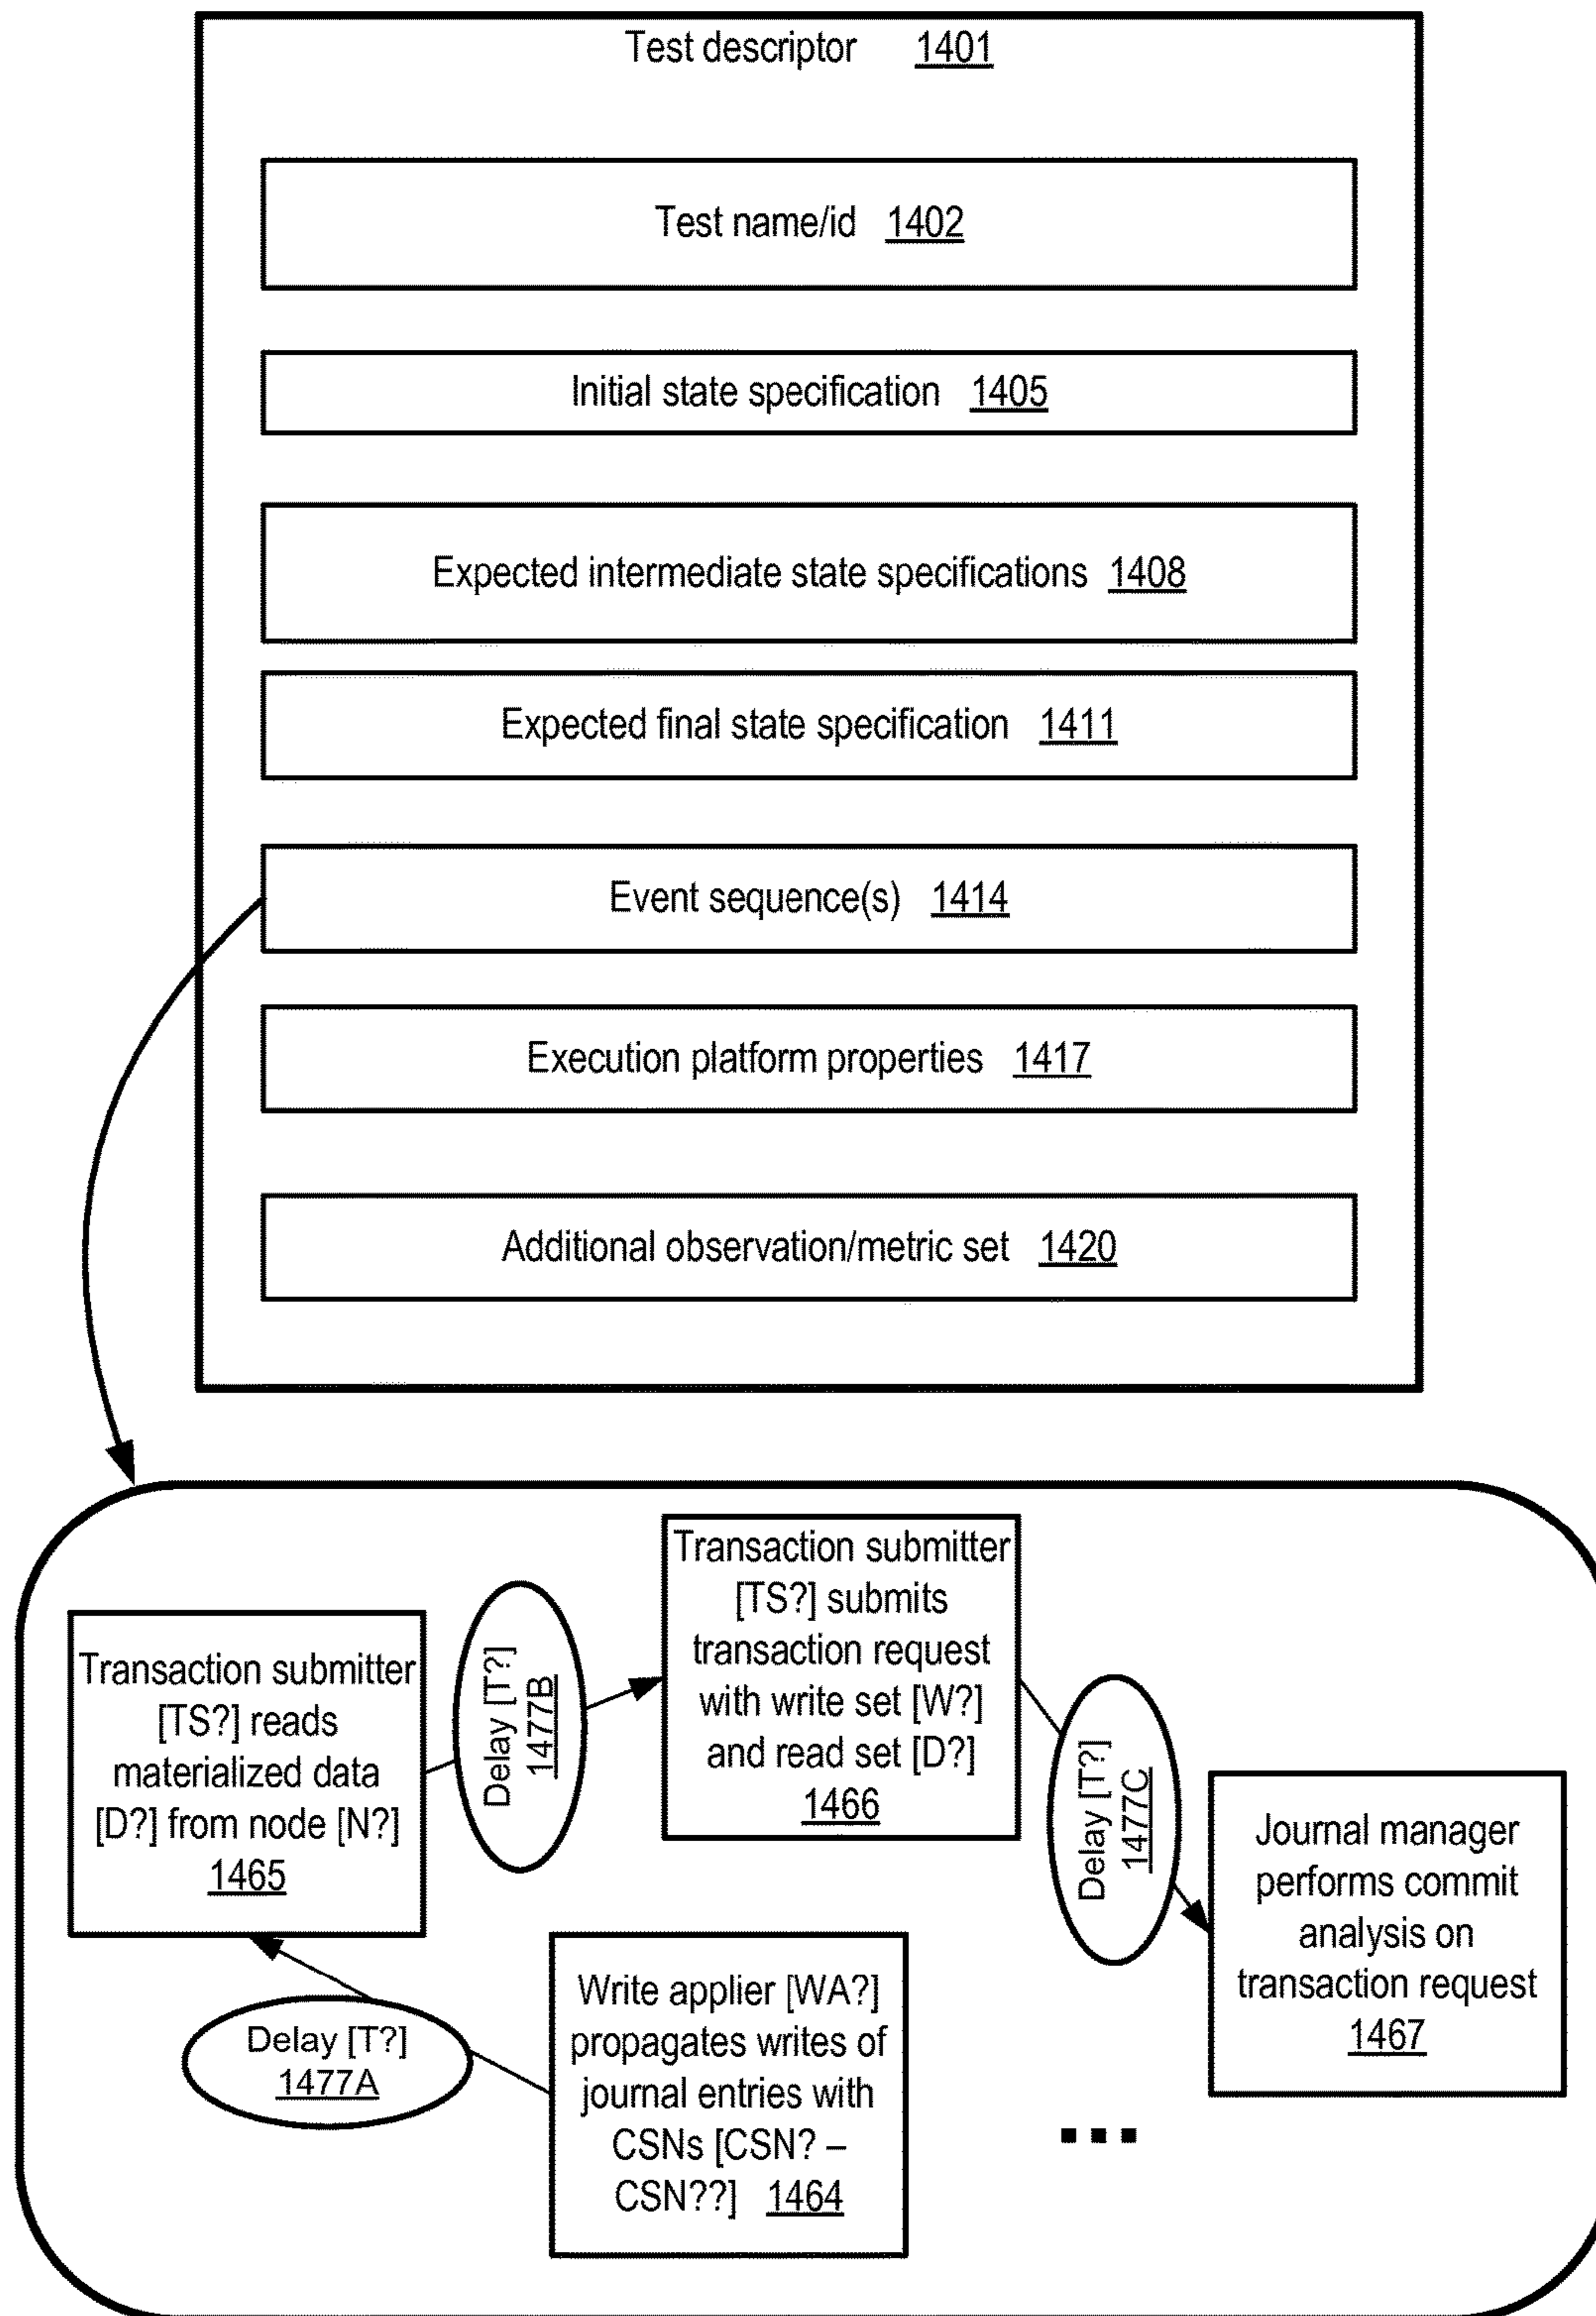 Test descriptor 1401
Test name/id 1402
Initial state specification 1405
Expected intermediate state specifications 1408
Expected final state specification 1411
Event sequence(s) 1414
Execution platform properties 1417
Additional observation/metric set 1420
Transaction submitter
[TS?] reads
materialized data
[D?] from node [N?]
1465
Delay [T?]
1477B
Transaction submitter
[TS?] submits
transaction request
with write set [W?]
and read set [D?]
1466
Delay [T?]
1477C
Journal manager
performs commit
analysis on
transaction request
1467
Delay [T?]
1477A
Write applier [WA?]
propagates writes of
journal entries with
CSNs [CSN? –
CSN??] 1464